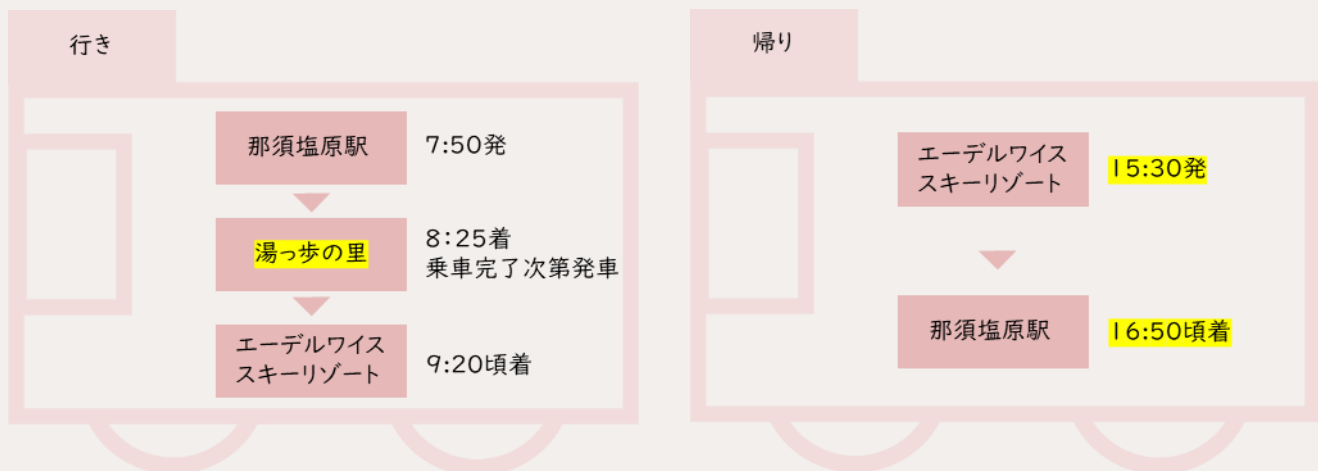 行き
那須塩原駅
7:50発
湯っ歩の里
8:25着
乗車完了次第発車
エーデルワイス
スキーリゾート
9:20頃着
帰り
エーデルワイス
スキーリゾート
15:30発
那須塩原駅
16:50頃着